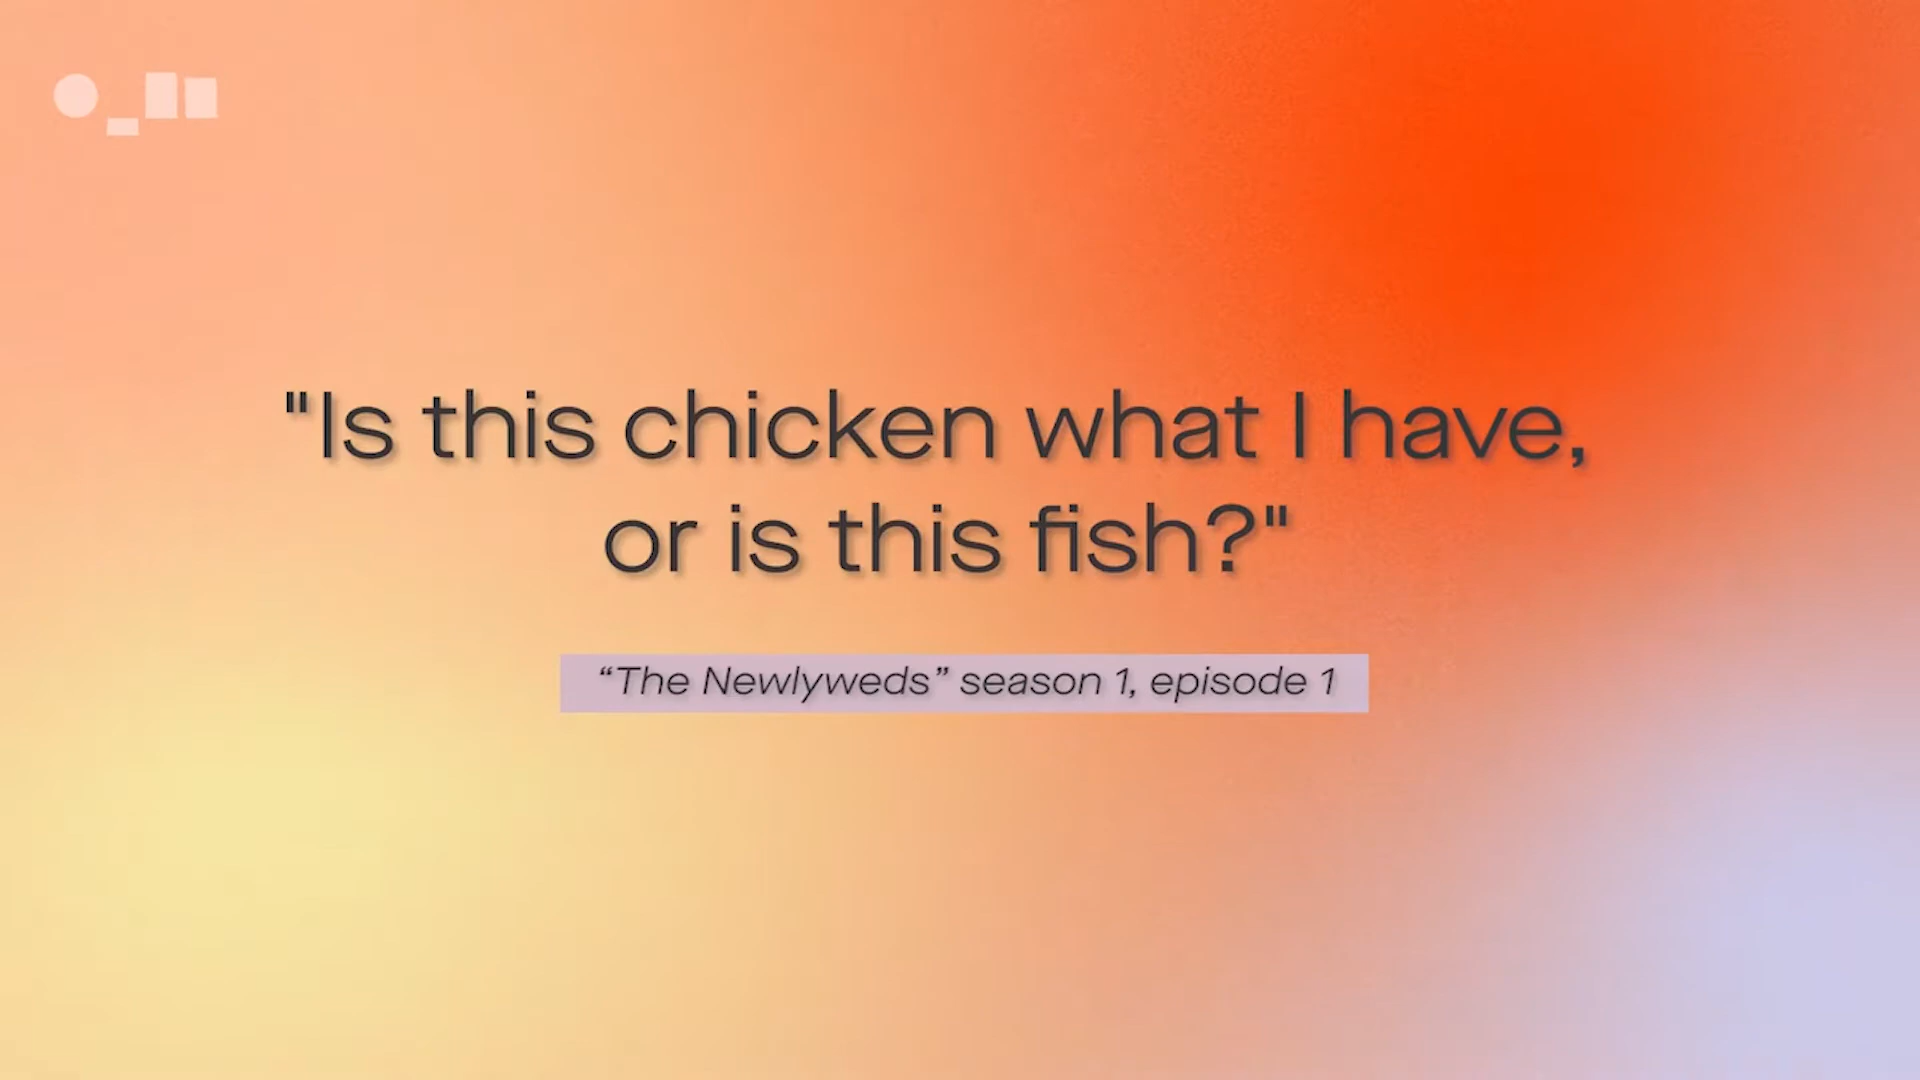 "Is this chicken what I have,
or is this fish?"
“The Newlyweds” season 1, episode 1